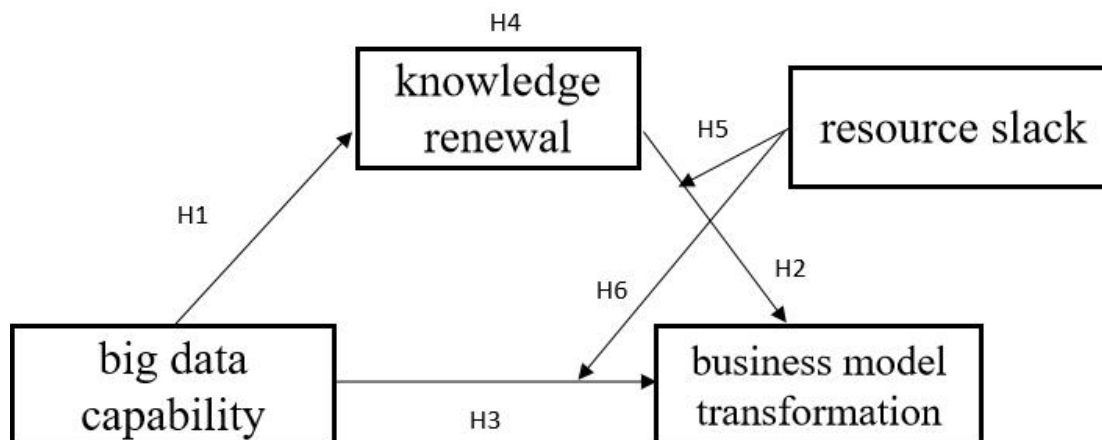 H4
knowledge
renewal
resource slack
H5
H1
H2
H6
big data
capability
business model
transformation
H3